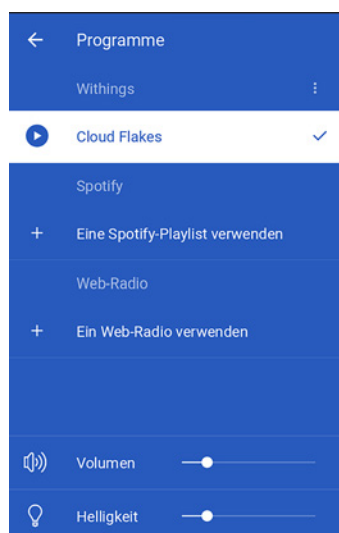 Programme
Withings
Cloud Flakes
Spotify
Eine Spotify-Playlist verwenden
Web-Radio
Ein Web-Radio verwenden
Volumen
Helligkeit